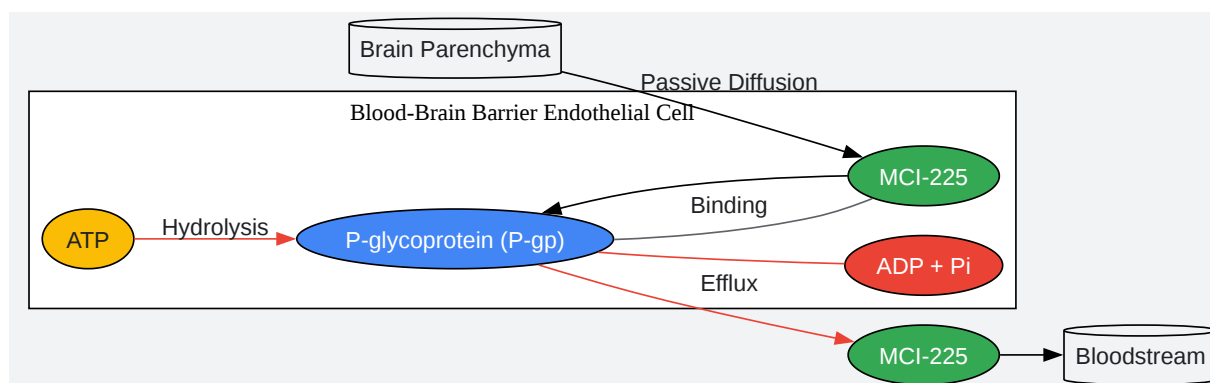 Brain Parenchyma
Passive Diffusion
Blood-Brain Barrier Endothelial Cell
MCI-225
Binding
ATP
Hydrolysis
P-glycoprotein (P-gp)
ADP + Pi
Efflux
MCI-225
Bloodstream